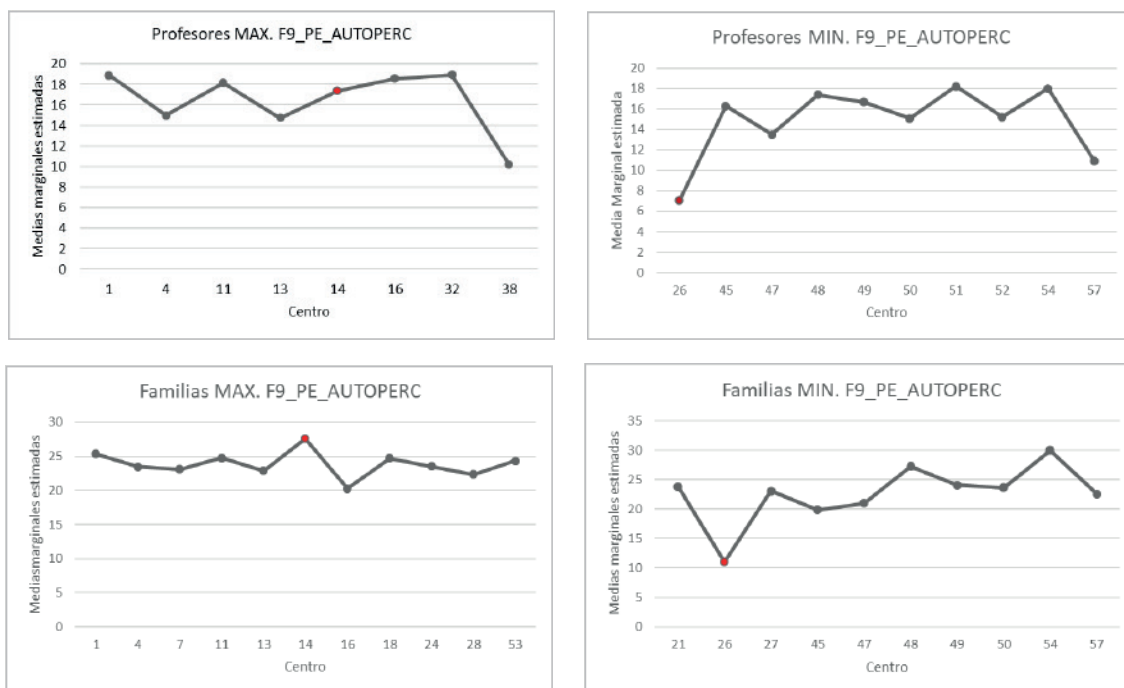 Profesores MAX. F9_PE_AUTOPERC
Medias marginales estimadas
20
18
16
14
12
10
8
6
4
2
0
1 4 11 13 14 16 32 38
Centro
Profesores MIN. F9_PE_AUTOPERC
Media Marginal estimada
20
18
16
14
12
10
8
6
4
2
0
26 45 47 48 49 50 51 52 54 57
Centro
Familias MAX. F9_PE_AUTOPERC
Mediasmarginales estimadas
30
25
20
15
10
5
0
1 4 7 11 13 14 16 18 24 28 53
Centro
Familias MIN. F9_PE_AUTOPERC
Medias marginales estimadas
35
30
25
20
15
10
5
0
21 26 27 45 47 48 49 50 54 57
Centro